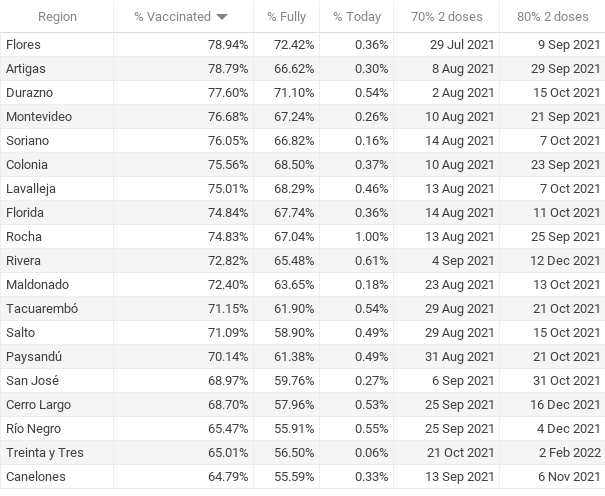 Region % Vaccinated % Fully % Today 70% 2 doses 80% 2 doses
Flores 78.94% 72.42% 0.36% 29 Jul 2021 9 Sep 2021
Artigas 78.79% 66.62% 0.30% 8 Aug 2021 29 Sep 2021
Durazno 77.60% 71.10% 0.54% 2 Aug 2021 15 Oct 2021
Montevideo 76.68% 67.24% 0.26% 10 Aug 2021 21 Sep 2021
Soriano 76.05% 66.82% 0.16% 14 Aug 2021 7 Oct 2021
Colonia 75.56% 68.50% 0.37% 10 Aug 2021 23 Sep 2021
Lavalleja 75.01% 68.29% 0.46% 13 Aug 2021 7 Oct 2021
Florida 74.84% 67.74% 0.36% 14 Aug 2021 11 Oct 2021
Rocha 74.83% 67.04% 1.00% 13 Aug 2021 25 Sep 2021
Rivera 72.82% 65.48% 0.61% 4 Sep 2021 12 Dec 2021
Maldonado 72.40% 63.65% 0.18% 23 Aug 2021 13 Oct 2021
Tacuarembó 71.15% 61.90% 0.54% 29 Aug 2021 21 Oct 2021
Salto 71.09% 58.90% 0.49% 29 Aug 2021 15 Oct 2021
Paysandú 70.14% 61.38% 0.49% 31 Aug 2021 21 Oct 2021
San José 68.97% 59.76% 0.27% 6 Sep 2021 31 Oct 2021
Cerro Largo 68.70% 57.96% 0.53% 25 Sep 2021 16 Dec 2021
Río Negro 65.47% 55.91% 0.55% 25 Sep 2021 4 Dec 2021
Treinta y Tres 65.01% 56.50% 0.06% 21 Oct 2021 2 Feb 2022
Canelones 64.79% 55.59% 0.33% 13 Sep 2021 6 Nov 2021